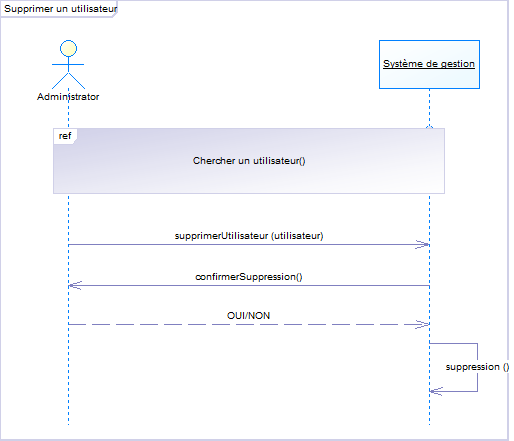 Supprimer un utilisateur
Système de gestion
Administrator
ref
Chercher un utilisateur()
supprimerUtilisateur (utilisateur)
confirmerSuppression()
OUI/NON
suppression ()